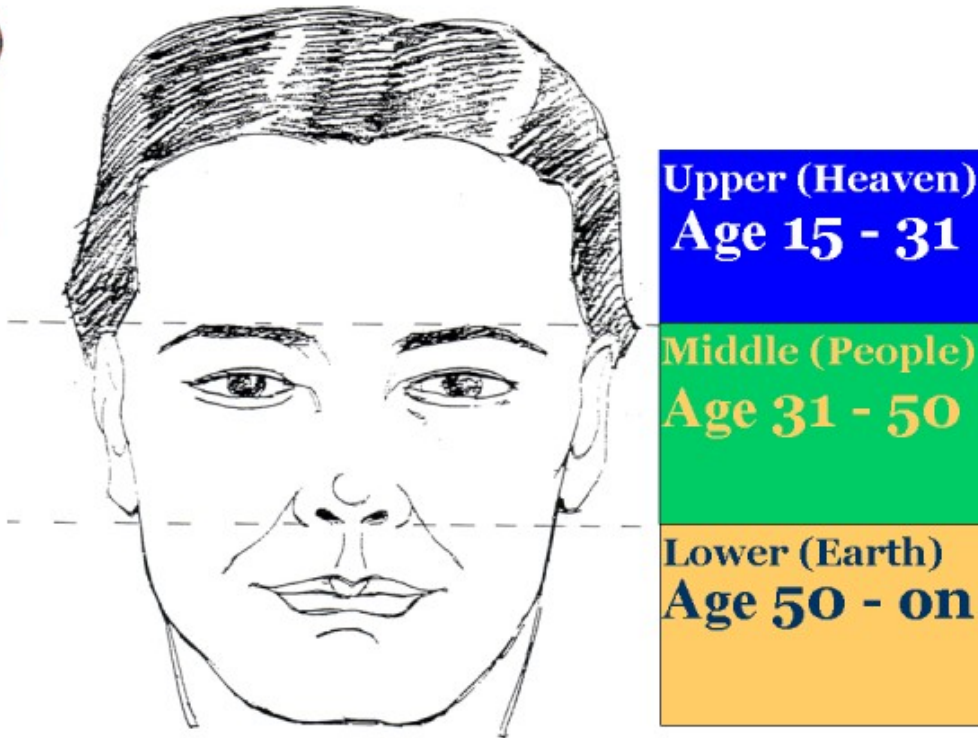 Upper (Heaven)
Age 15 - 31
Middle (People)
Age 31 - 50
Lower (Earth)
Age 50 - on